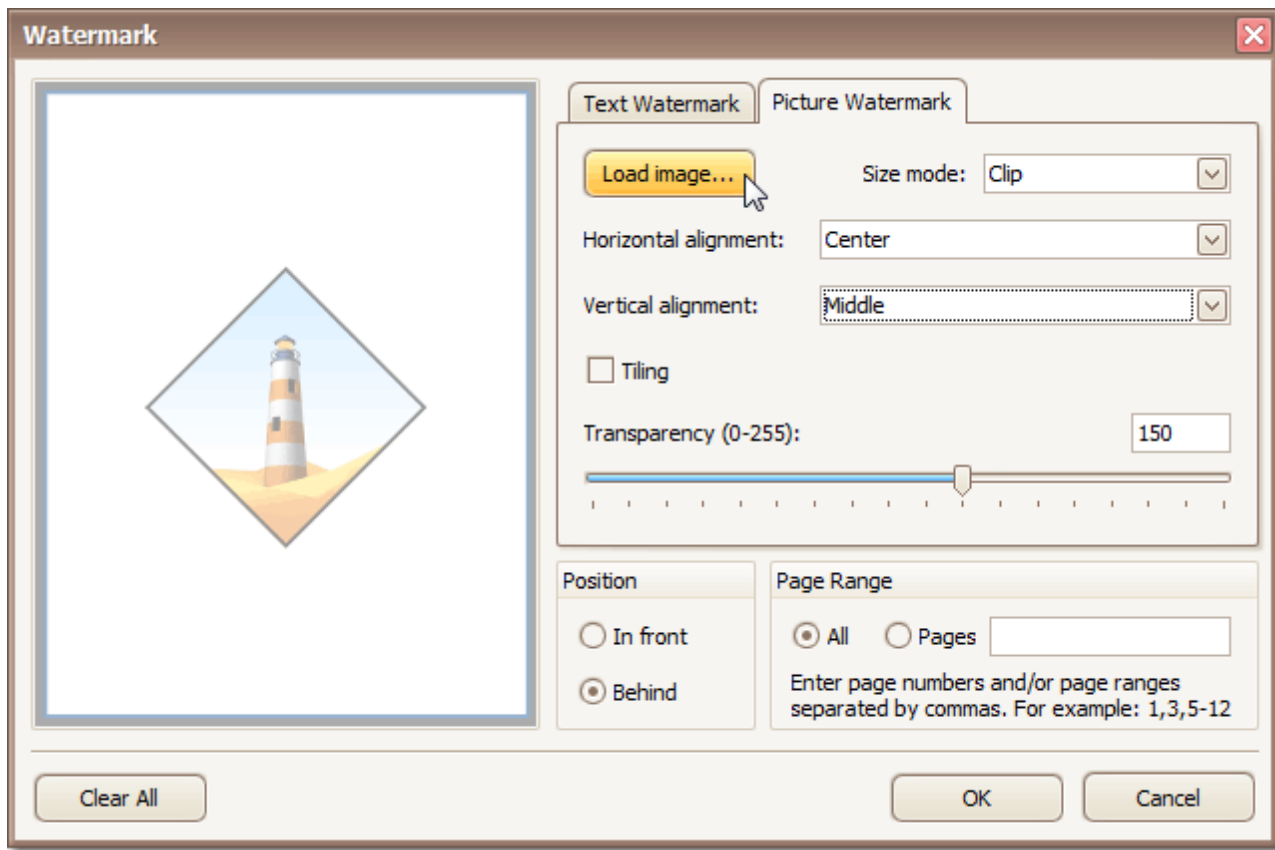 Watermark
Text Watermark
Picture Watermark
Load image...
Size mode:
Clip
Horizontal alignment:
Center
Vertical alignment:
Middle
Tiling
Transparency (0-255):
150
Position
In front
Behind
Page Range
All
Pages
Enter page numbers and/or page ranges
separated by commas. For example: 1,3,5-12
Clear All
OK
Cancel